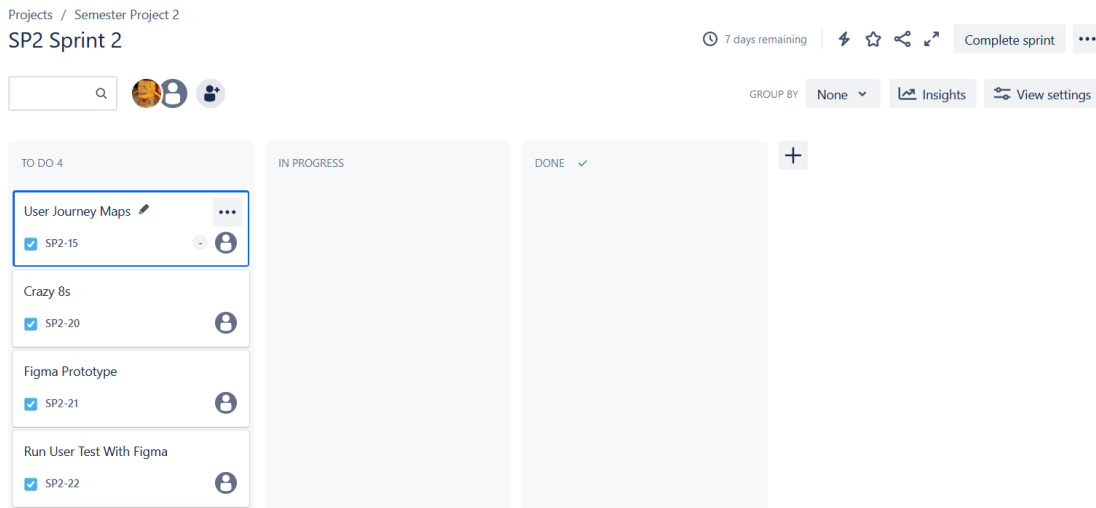 Projects / Semester Project 2
SP2 Sprint 2
7 days remaining
Complete sprint
GROUP BY
None
Insights
View settings
TO DO 4
IN PROGRESS
DONE
User Journey Maps
SP2-15
-
Crazy 8s
SP2-20
Figma Prototype
SP2-21
Run User Test With Figma
SP2-22